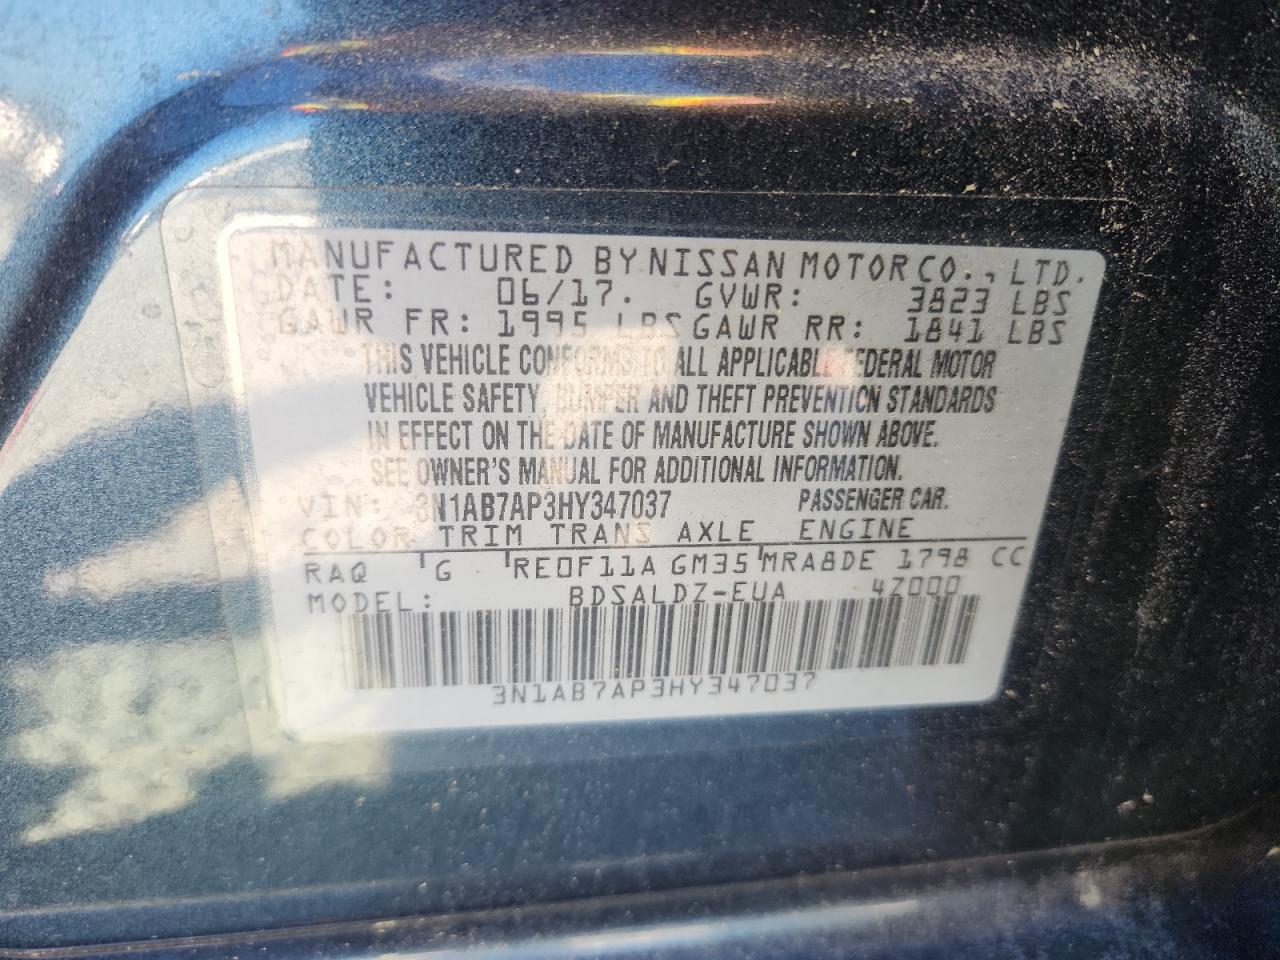 MANUFACTURED BY NISSAN MOTOR CO., LTD.
DATE: 06/17. GVWR: 3823 LBS
GAWR FR: 1995 LBS GAWR RR: 1841 LBS
THIS VEHICLE CONFORMS TO ALL APPLICABLE FEDERAL MOTOR
VEHICLE SAFETY, BUMPER AND THEFT PREVENTION STANDARDS
IN EFFECT ON THE DATE OF MANUFACTURE SHOWN ABOVE.
SEE OWNER'S MANUAL FOR ADDITIONAL INFORMATION.
VIN: 3N1AB7AP3HY347037 PASSENGER CAR.
COLOR TRIM TRANS AXLE ENGINE
RAQ G RE0F11A GM35 MRA8DE 1798 CC
MODEL: BDSALDZ-EUA 4Z000
3N1AB7AP3HY347037